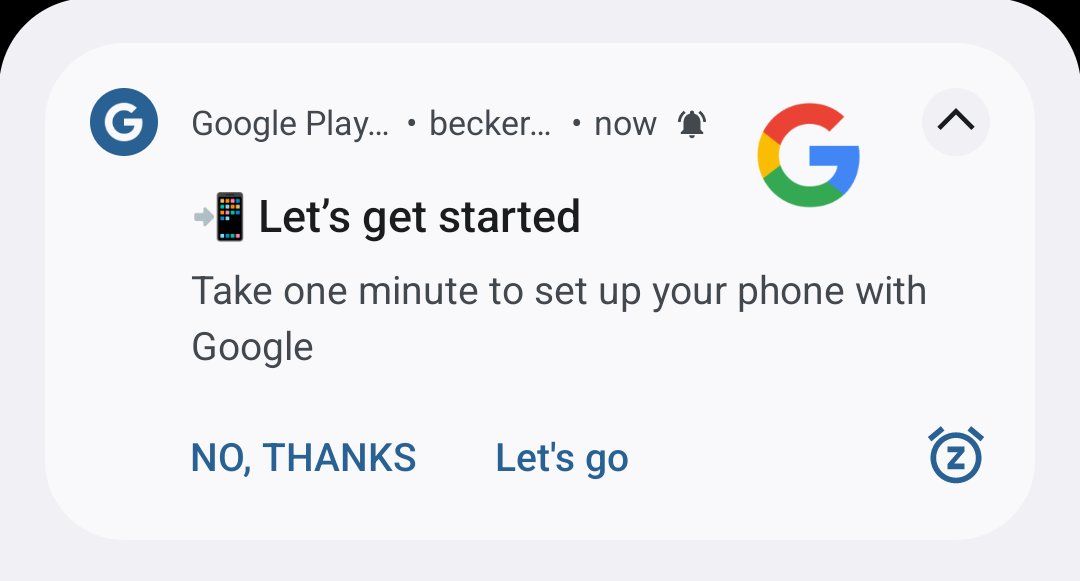 Google Play... • becker... • now
📲 Let’s get started
Take one minute to set up your phone with
Google
NO, THANKS Let's go